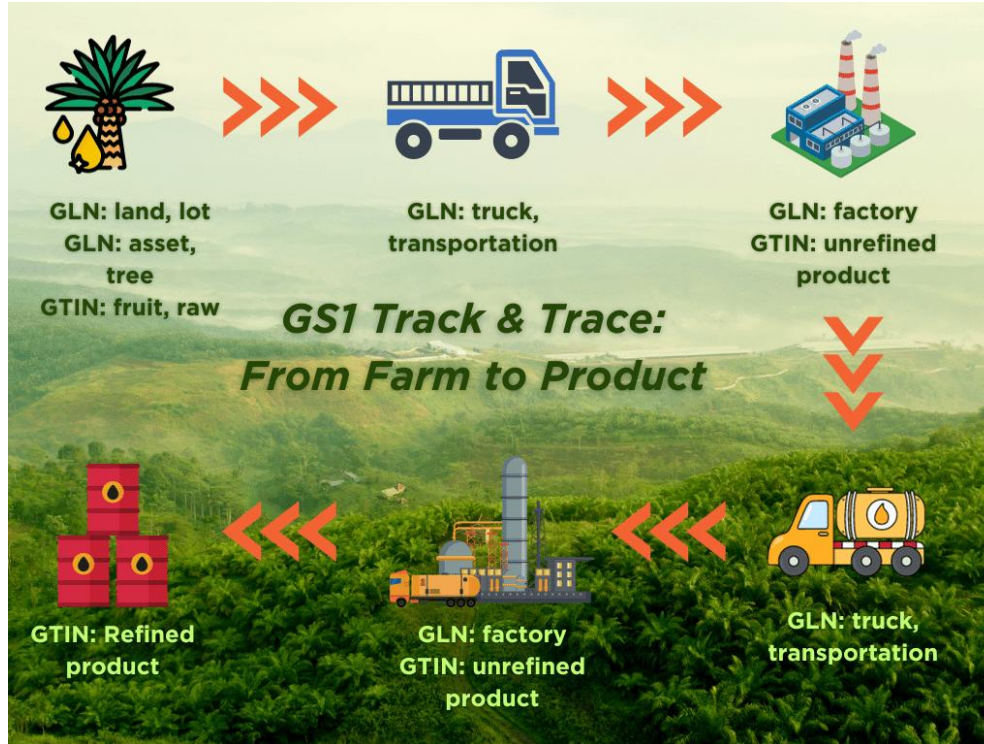 GLN: land, lot
GLN: asset,
tree
GTIN: fruit, raw
GLN: truck,
transportation
GLN: factory
GTIN: unrefined
product
GS1 Track & Trace:
From Farm to Product
GTIN: Refined
product
GLN: factory
GTIN: unrefined
product
GLN: truck,
transportation